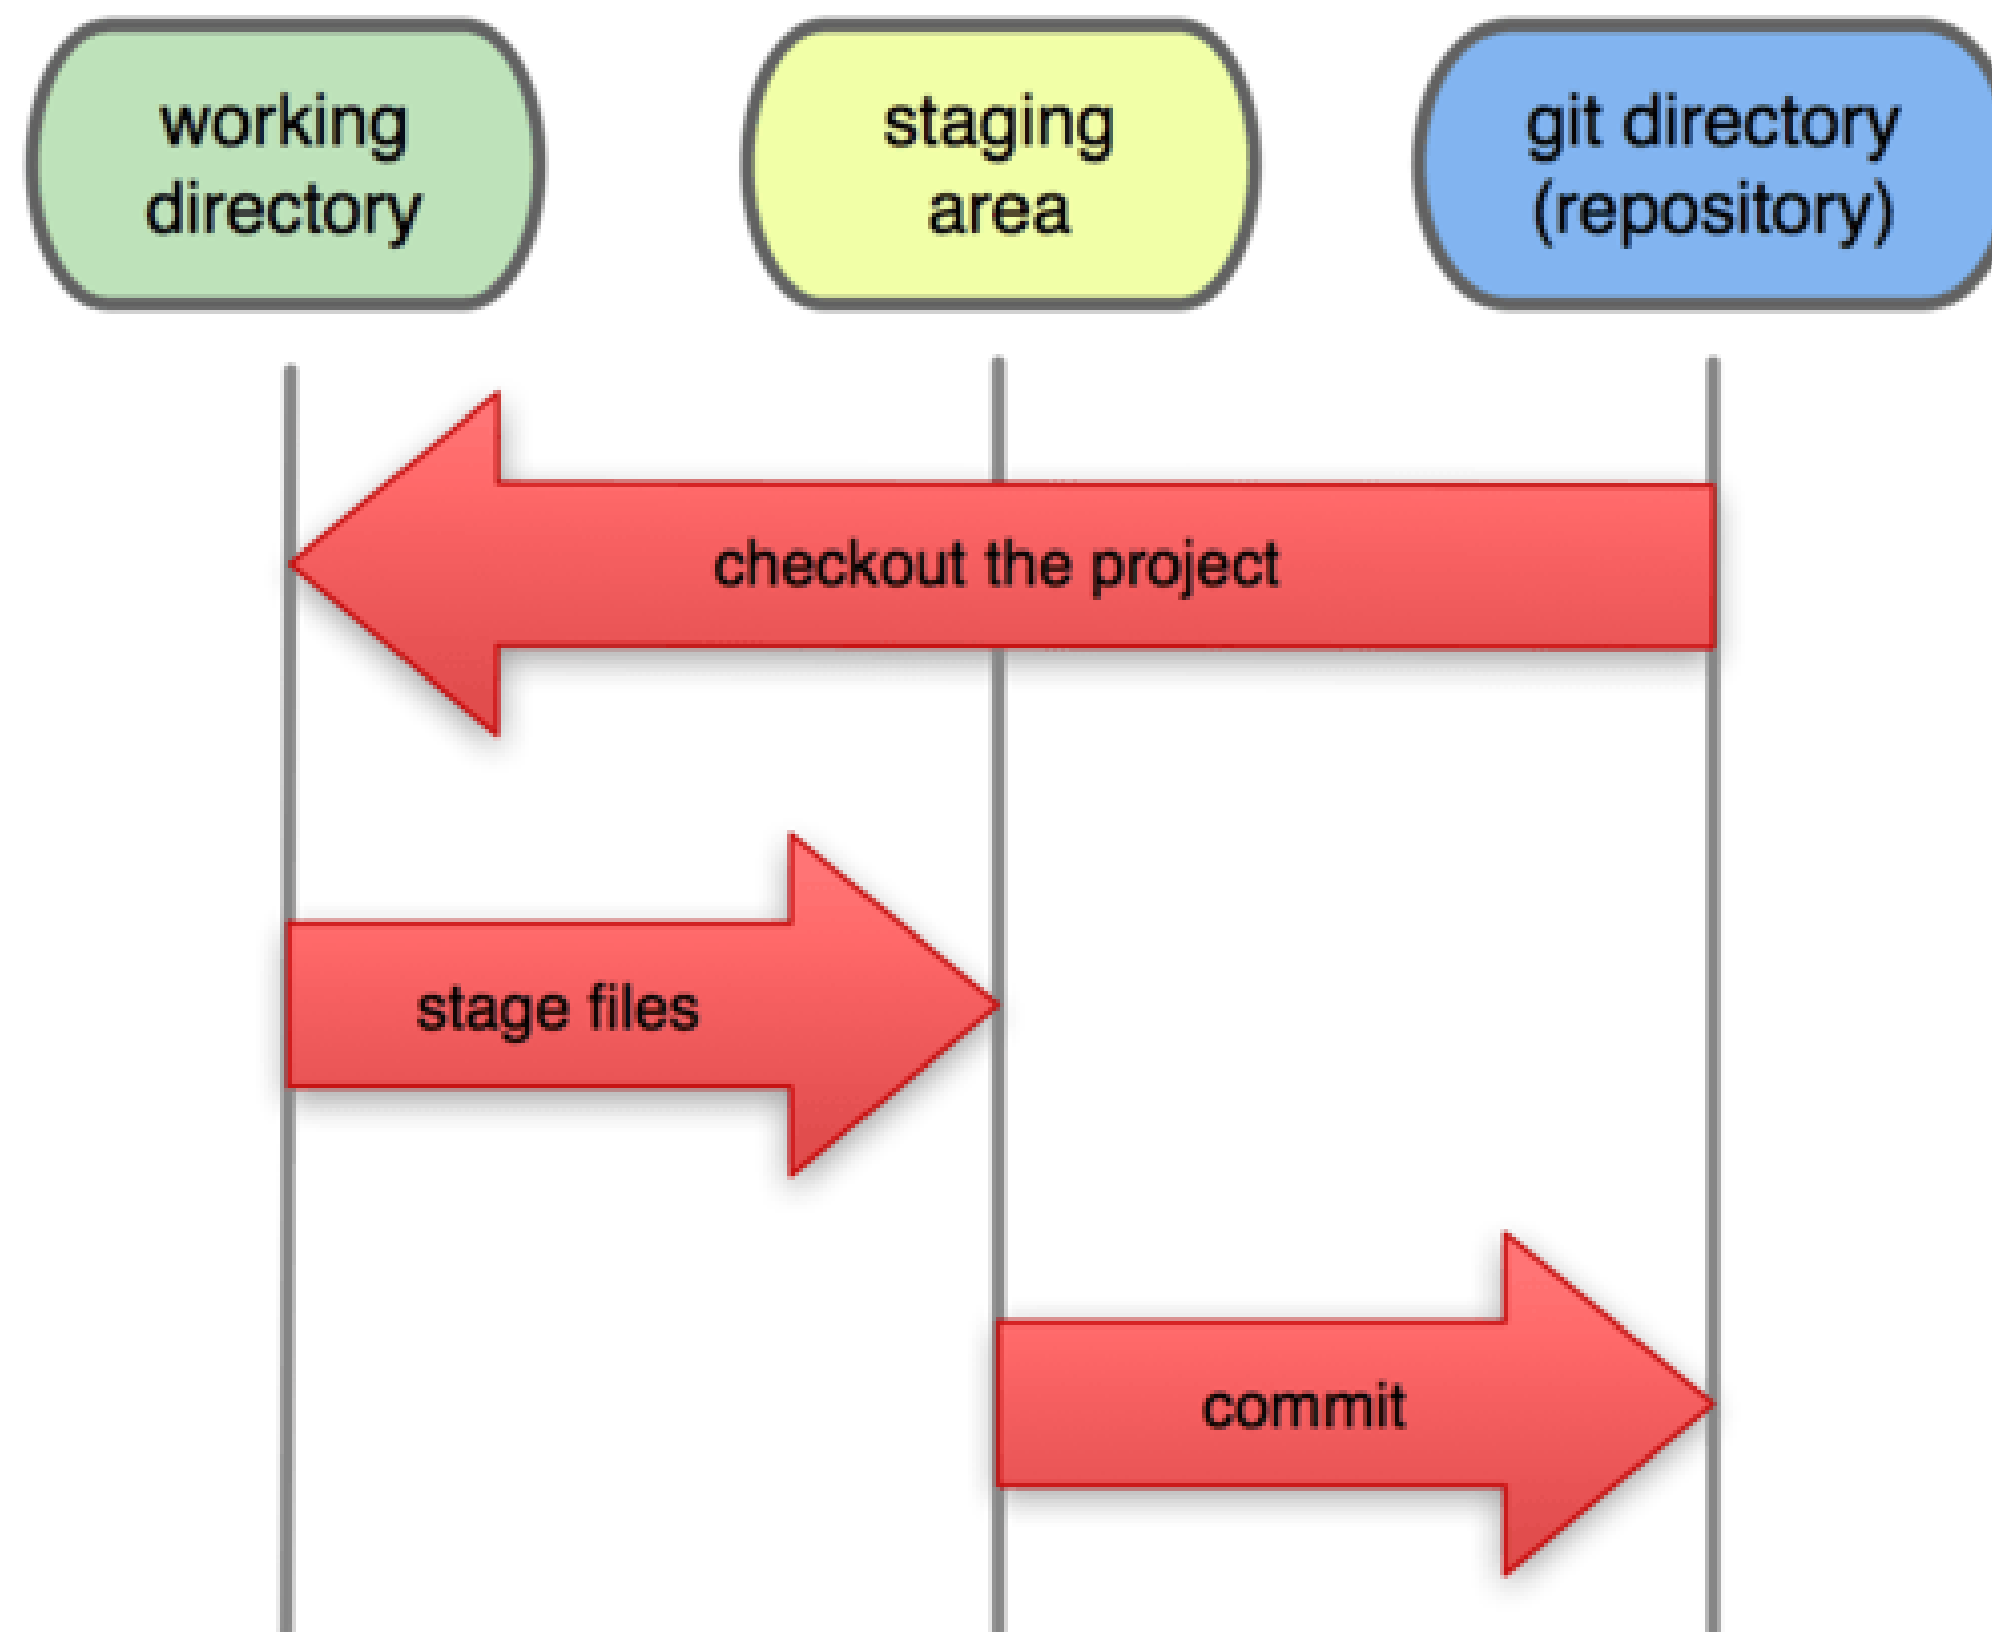 working
directory
staging
area
git directory
(repository)
checkout the project
stage files
commit